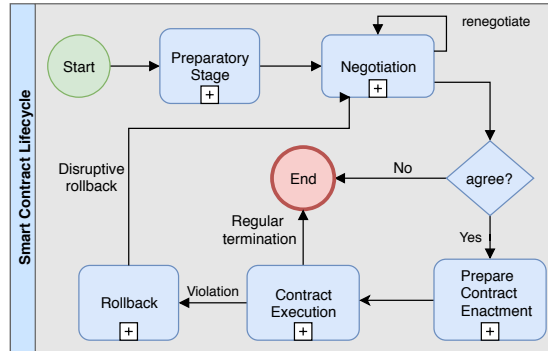 Smart Contract Lifecycle
renegotiate
Start
Preparatory
Stage
Negotiation
Disruptive
rollback
End
No
agree?
Regular
termination
Yes
Rollback
Violation
Contract
Execution
Prepare
Contract
Enactment